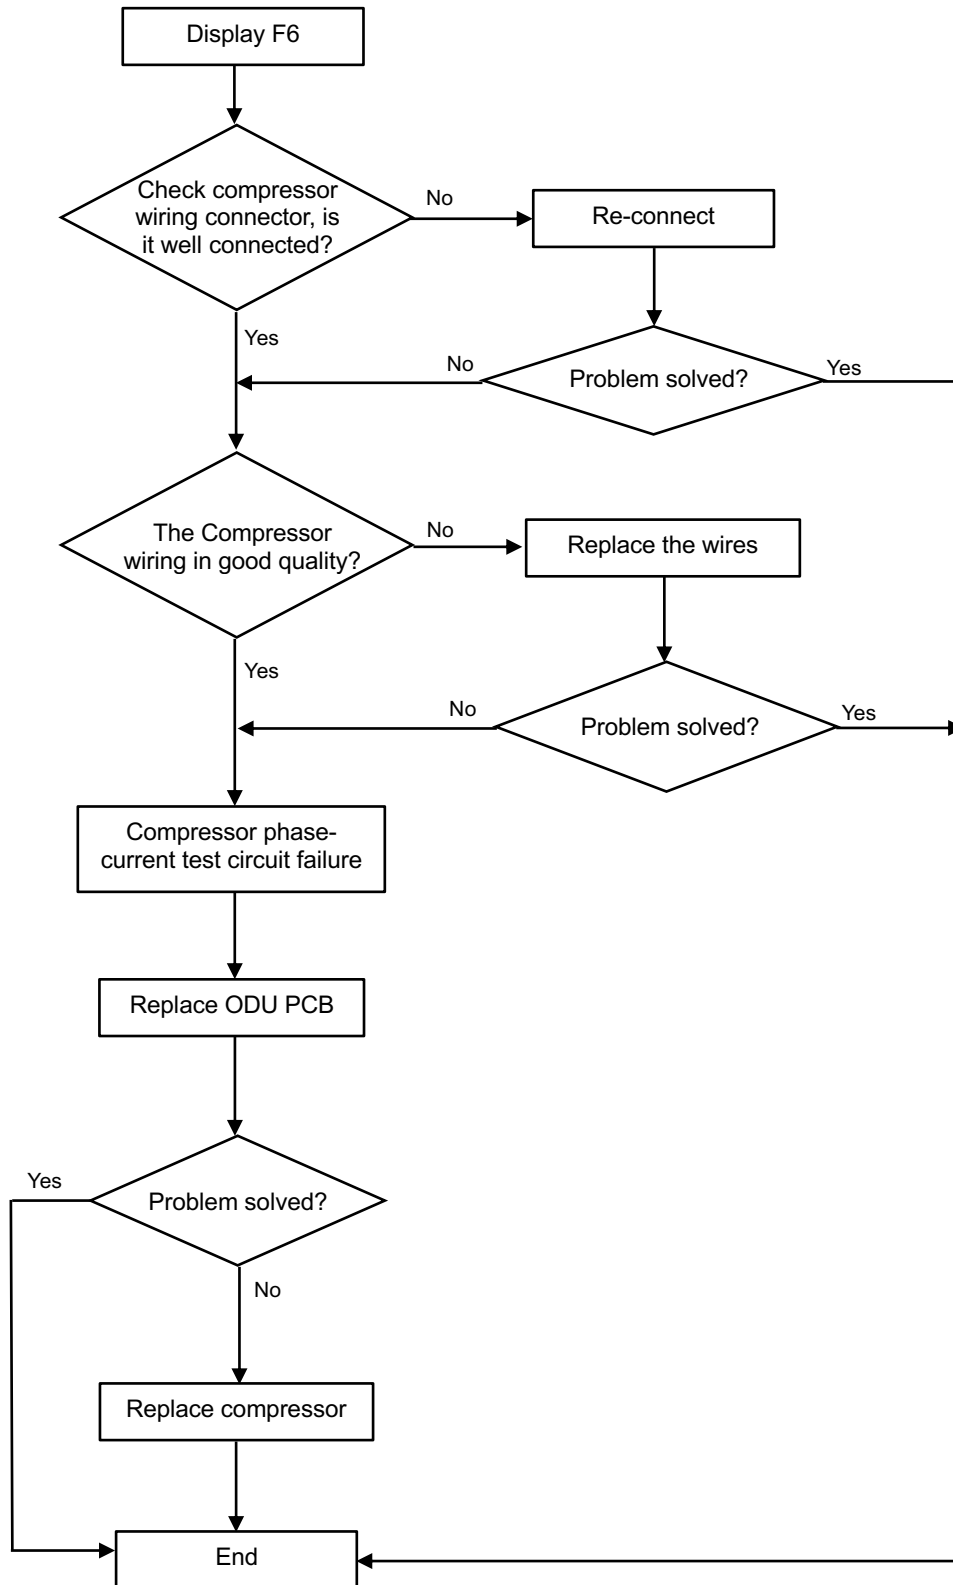 Display F6
Check compressor
wiring connector, is
it well connected?
No
Re-connect
Yes
No
Problem solved?
Yes
The Compressor
wiring in good quality?
No
Replace the wires
Yes
No
Problem solved?
Yes
Compressor phase-
current test circuit failure
Replace ODU PCB
Yes
Problem solved?
No
Replace compressor
End